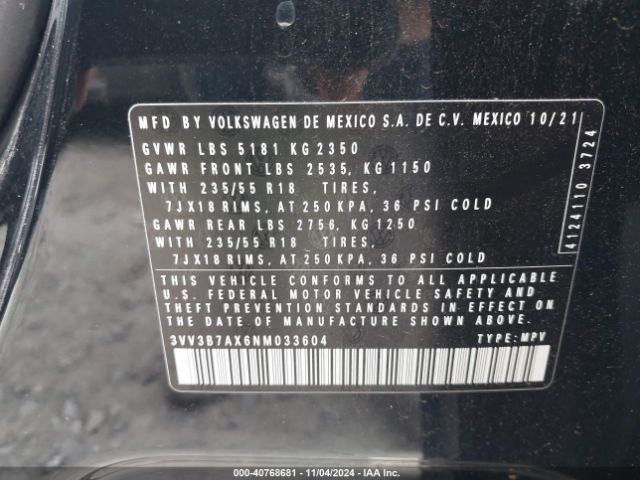 MFD BY VOLKSWAGEN DE MEXICO S.A. DE C.V. MEXICO 10/21
GVWR LBS 5181 KG 2350
GAWR FRONT LBS 2535, KG 1150
WITH 235/55 R18 TIRES,
7JX18 RIMS, AT 250 KPA, 36 PSI COLD
GAWR REAR LBS 2756, KG 1250
WITH 235/55 R18 TIRES,
7JX18 RIMS, AT 250 KPA, 36 PSI COLD
THIS VEHICLE CONFORMS TO ALL APPLICABLE
U.S. FEDERAL MOTOR VEHICLE SAFETY AND
THEFT PREVENTION STANDARDS IN EFFECT ON
THE DATE OF MANUFACTURE SHOWN ABOVE.
3VV3B7AX6NM033604 TYPE: MPV
4124110 3724
000-40768681 - 11/04/2024 - IAA Inc.